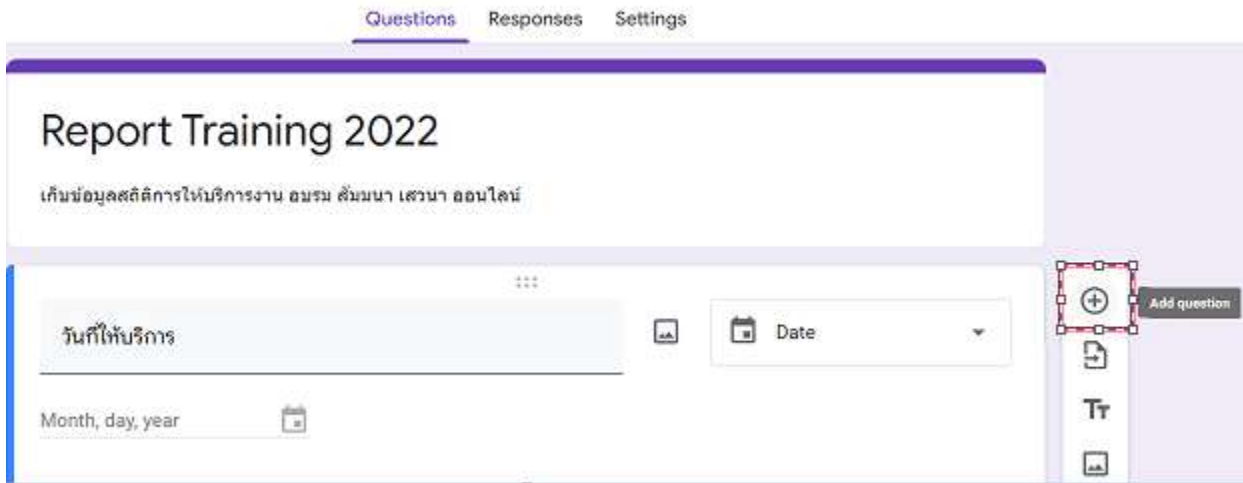 Questions Responses Settings
Report Training 2022
เก็บข้อมูลสถิติการให้บริการงาน อบรม สัมมนา เสวนา ออนไลน์
วันที่ให้บริการ
Date
Add question
Month, day, year
Tт